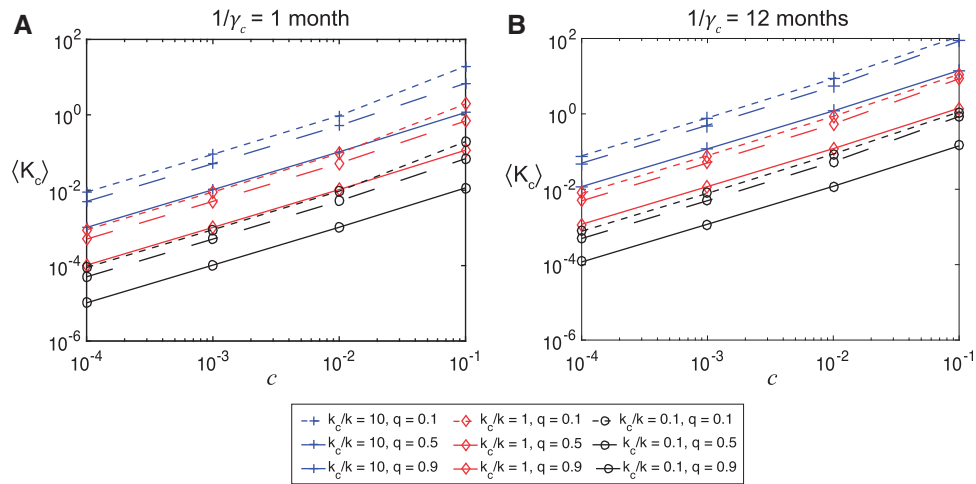 A
1/γc = 1 month
B
1/γc = 12 months
10^2
10^0
10^-2
10^-4
10^-6
⟨Kc⟩
10^-4 10^-3 10^-2 10^-1
c
10^2
10^0
10^-2
10^-4
10^-6
⟨Kc⟩
10^-4 10^-3 10^-2 10^-1
c
kc/k = 10, q = 0.1 kc/k = 1, q = 0.1 kc/k = 0.1, q = 0.1
kc/k = 10, q = 0.5 kc/k = 1, q = 0.5 kc/k = 0.1, q = 0.5
kc/k = 10, q = 0.9 kc/k = 1, q = 0.9 kc/k = 0.1, q = 0.9